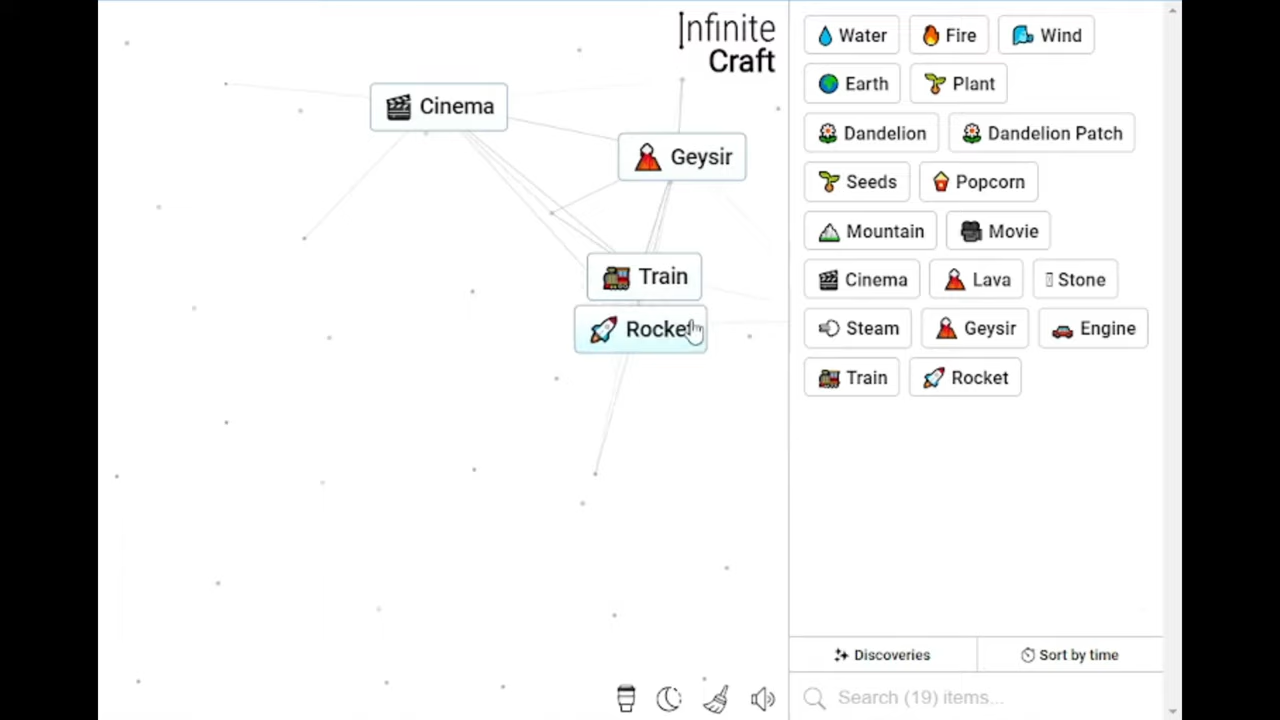 Infinite
Craft
Cinema
Geysir
Train
Rocket
Water Fire Wind
Earth Plant
Dandelion Dandelion Patch
Seeds Popcorn
Mountain Movie
Cinema Lava Stone
Steam Geysir Engine
Train Rocket
Discoveries Sort by time
Search (19) items...